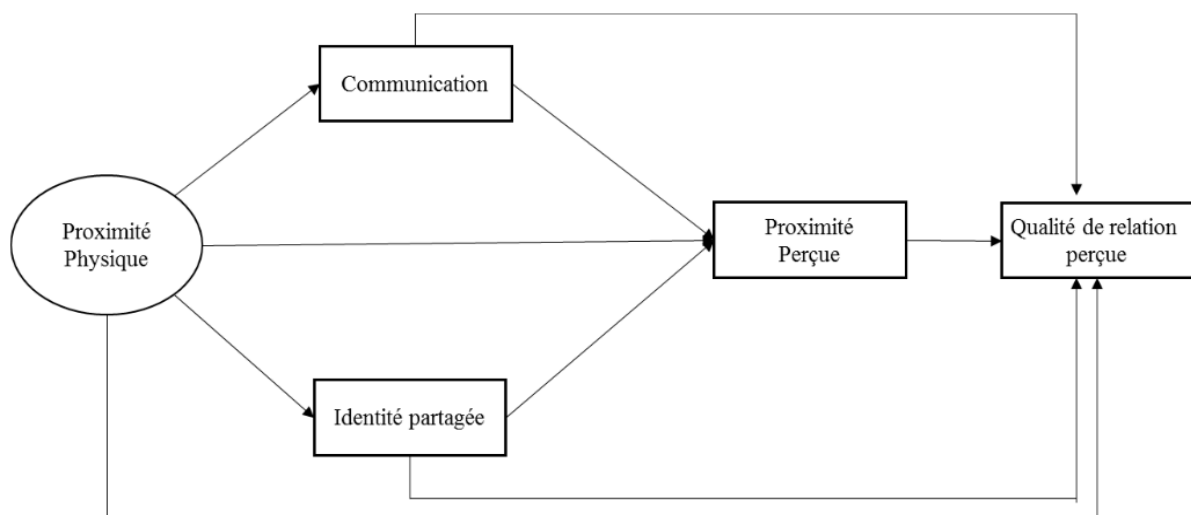 Communication
Proximité
Physique
Proximité
Perçue
Qualité de relation
perçue
Identité partagée